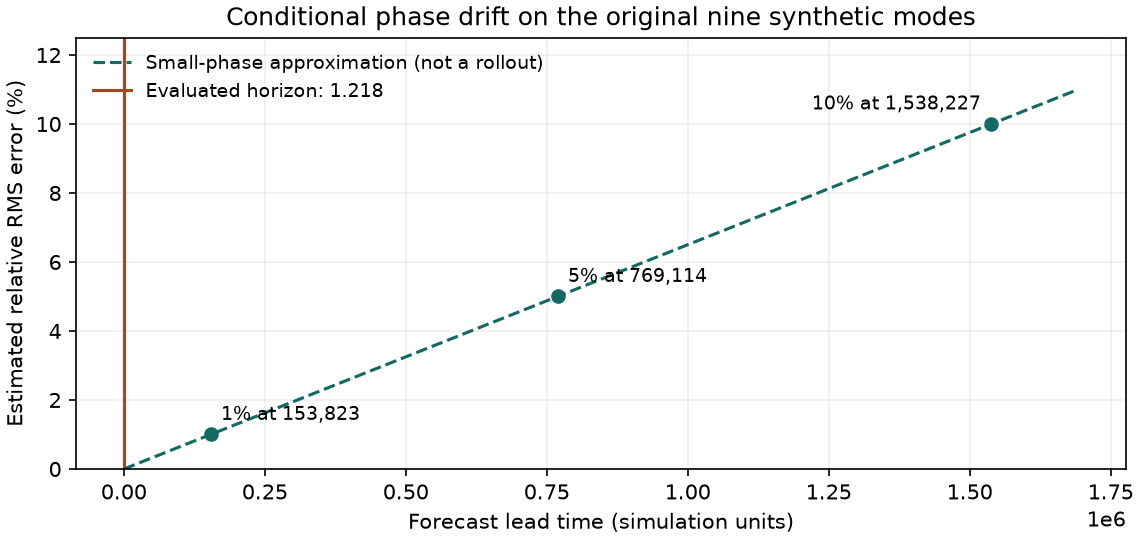 Conditional phase drift on the original nine synthetic modes
Estimated relative RMS error (%)
12
10
8
6
4
2
0
Small-phase approximation (not a rollout)
Evaluated horizon: 1.218
10% at 1,538,227
5% at 769,114
1% at 153,823
0.00 0.25 0.50 0.75 1.00 1.25 1.50 1.75
1e6
Forecast lead time (simulation units)